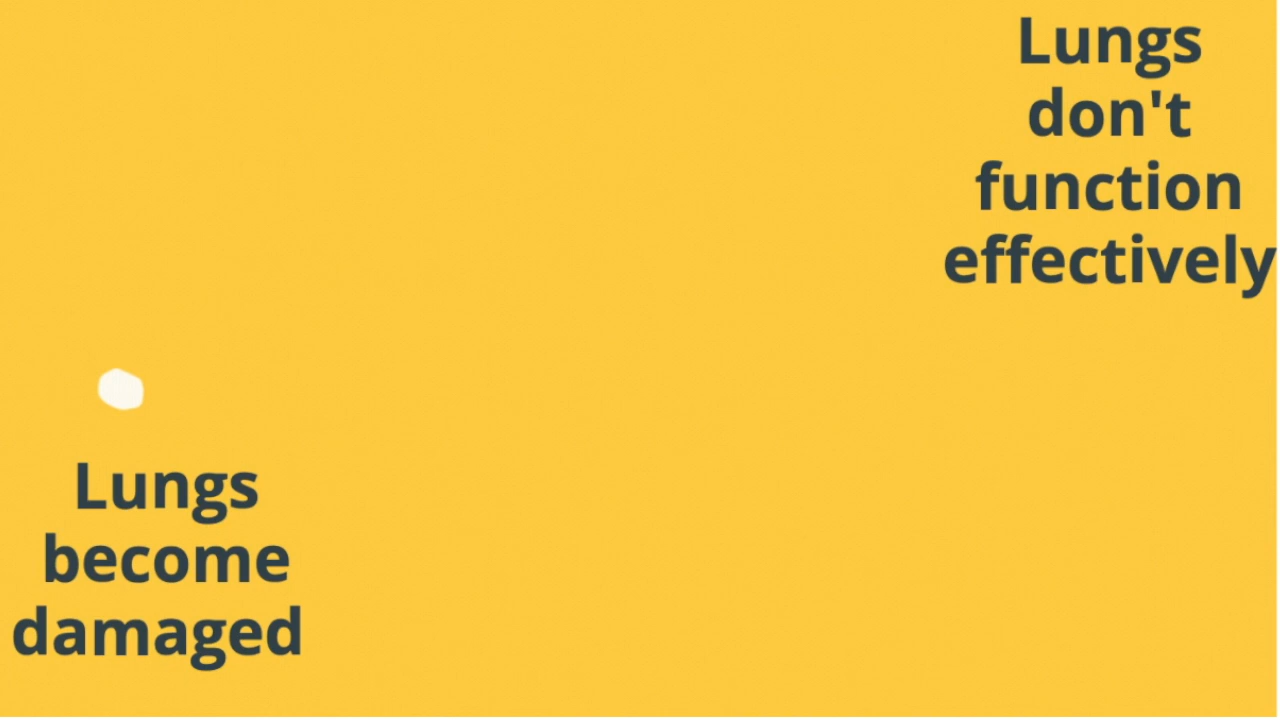 Lungs
don't
function
effectively
Lungs
become
damaged